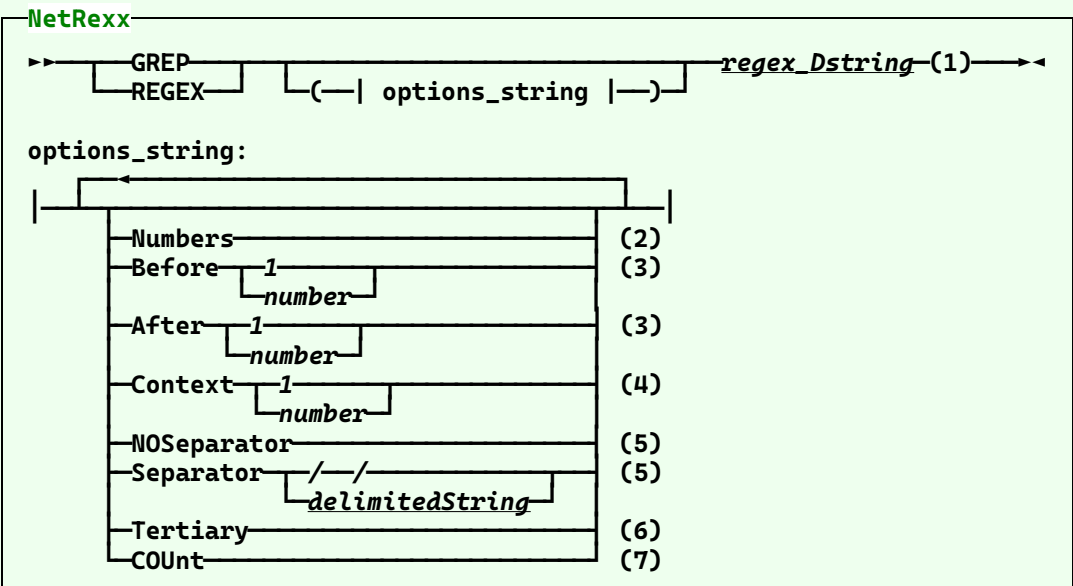 NetRexx
GREP regex_Dstring (1)
REGEX ( | options_string | )
options_string:
Numbers (2)
Before 1 (3)
number
After 1 (3)
number
Context 1 (4)
number
NOSeparator (5)
Separator / / (5)
delimitedString
Tertiary (6)
COUnt (7)